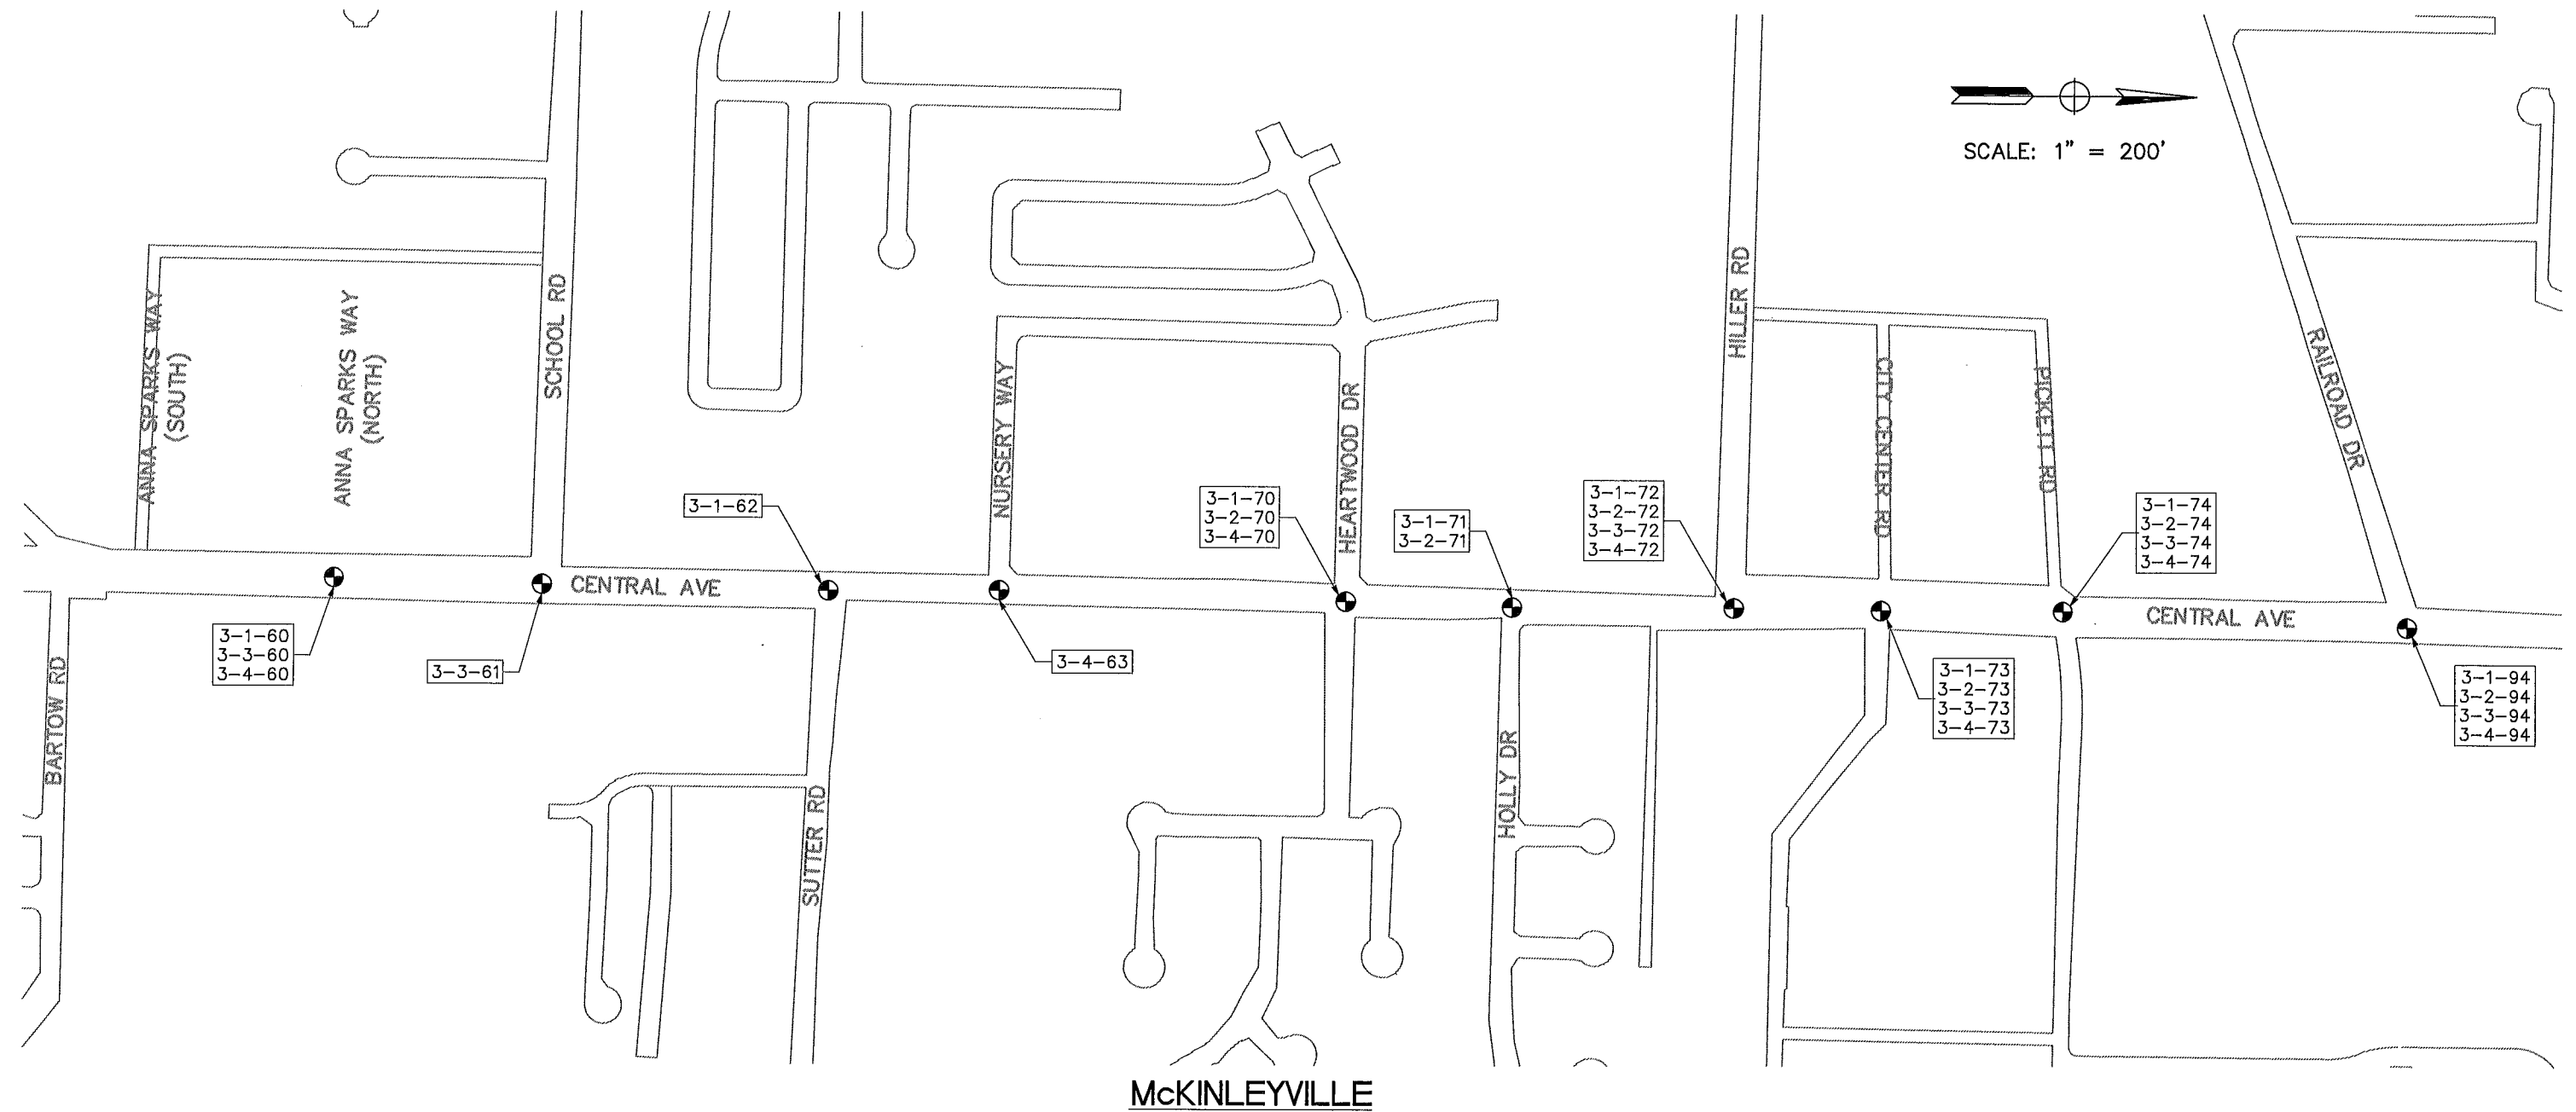 SCALE: 1" = 200'
ANNA SPARKS WAY
(SOUTH)
ANNA SPARKS WAY
(NORTH)
SCHOOL RD
NURSERY WAY
HEARTWOOD DR
HILLER RD
CITY CENTER RD
PICKETT RD
RAILROAD DR
3-1-62
3-1-70
3-2-70
3-4-70
3-1-71
3-2-71
3-1-72
3-2-72
3-3-72
3-4-72
3-1-74
3-2-74
3-3-74
3-4-74
CENTRAL AVE
CENTRAL AVE
3-1-60
3-3-60
3-4-60
3-3-61
3-4-63
3-1-73
3-2-73
3-3-73
3-4-73
3-1-94
3-2-94
3-3-94
3-4-94
BARTOW RD
SUTTER RD
HOLLY DR
McKINLEYVILLE